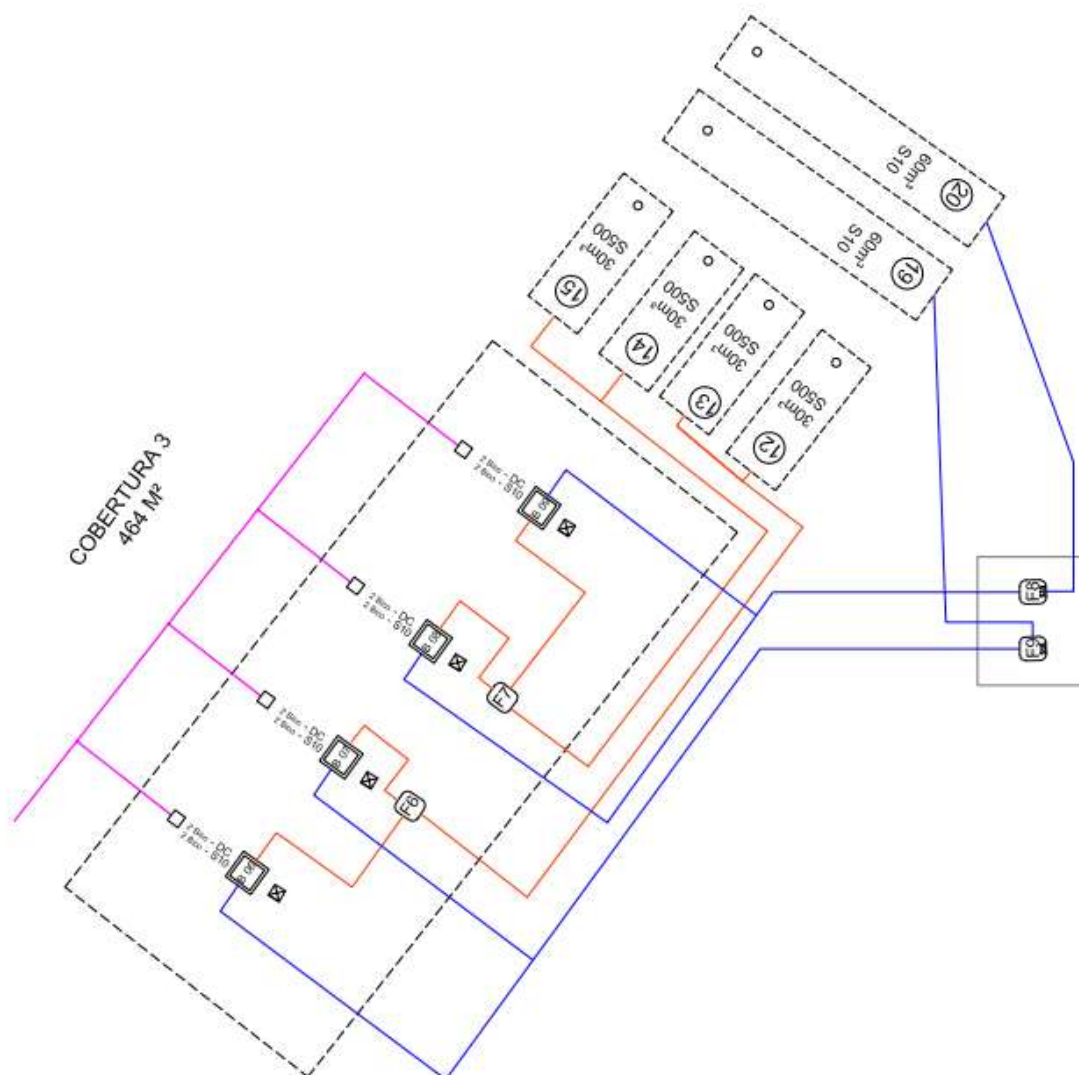 20
60m³
S10
19
60m³
S10
15
30m³
S500
14
30m³
S500
13
30m³
S500
12
30m³
S500
COBERTURA 3
464 M²
2 Bico - DC
2 Bico - S10
2 Bico - DC
2 Bico - S10
2 Bico - DC
2 Bico - S10
2 Bico - DC
2 Bico - S10
F7
F6
F8
F9